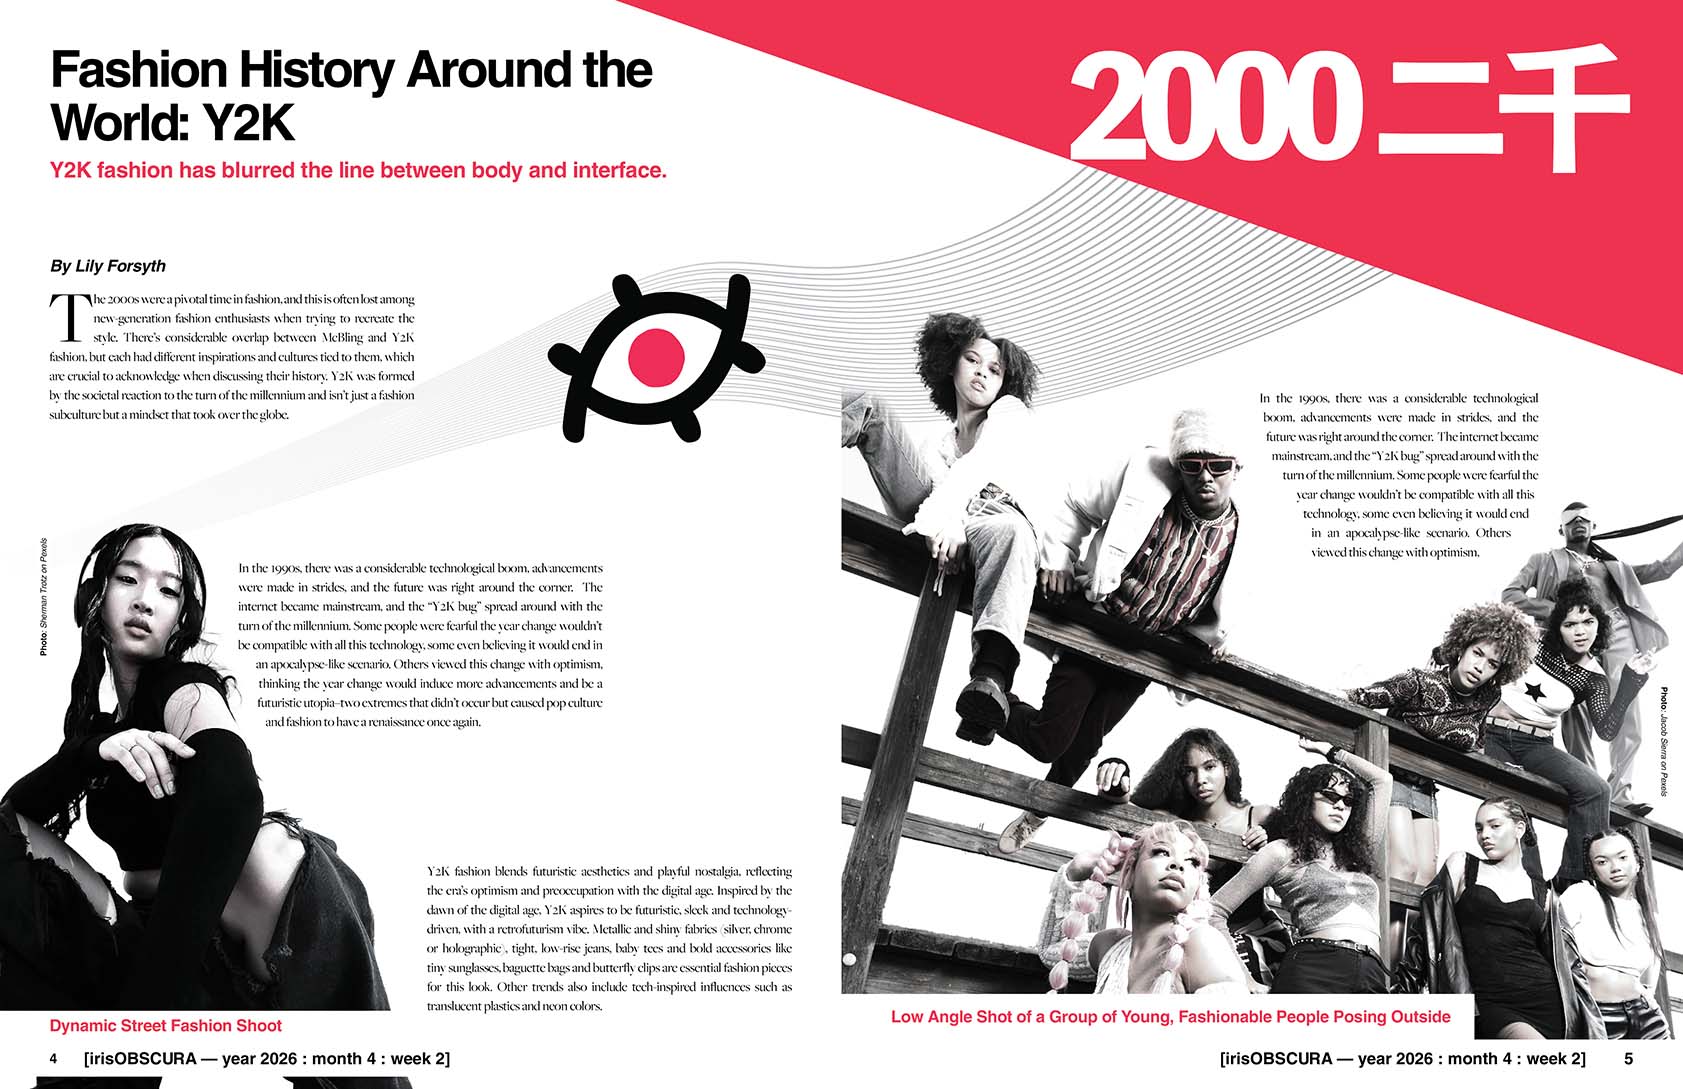 Fashion History Around the
World: Y2K
Y2K fashion has blurred the line between body and interface.
2000 二千
By Lily Forsyth
The 2000s were a pivotal time in fashion, and this is often lost among
new-generation fashion enthusiasts when trying to recreate the
style. There's considerable overlap between McBling and Y2K
fashion, but each had different inspirations and cultures tied to them, which
are crucial to acknowledge when discussing their history. Y2K was formed
by the societal reaction to the turn of the millennium and isn't just a fashion
subculture but a mindset that took over the globe.
Photo: Sherman Trotz on Pexels
In the 1990s, there was a considerable technological boom, advancements
were made in strides, and the future was right around the corner. The
internet became mainstream, and the “Y2K bug” spread around with the
turn of the millennium. Some people were fearful the year change wouldn't
be compatible with all this technology, some even believing it would end in
an apocalypse-like scenario. Others viewed this change with optimism,
thinking the year change would induce more advancements and be a
futuristic utopia–two extremes that didn't occur but caused pop culture
and fashion to have a renaissance once again.
Y2K fashion blends futuristic aesthetics and playful nostalgia, reflecting
the era's optimism and preoccupation with the digital age. Inspired by the
dawn of the digital age, Y2K aspires to be futuristic, sleek and technology-
driven, with a retrofuturism vibe. Metallic and shiny fabrics (silver, chrome
or holographic), tight, low-rise jeans, baby tees and bold accessories like
tiny sunglasses, baguette bags and butterfly clips are essential fashion pieces
for this look. Other trends also include tech-inspired influences such as
translucent plastics and neon colors.
Dynamic Street Fashion Shoot
4 [irisOBSCURA — year 2026 : month 4 : week 2]
In the 1990s, there was a considerable technological
boom, advancements were made in strides, and the
future was right around the corner. The internet became
mainstream, and the “Y2K bug” spread around with the
turn of the millennium. Some people were fearful the
year change wouldn't be compatible with all this
technology, some even believing it would end
in an apocalypse-like scenario. Others
viewed this change with optimism,
Photo: Jacob Sierra on Pexels
Low Angle Shot of a Group of Young, Fashionable People Posing Outside
[irisOBSCURA — year 2026 : month 4 : week 2] 5